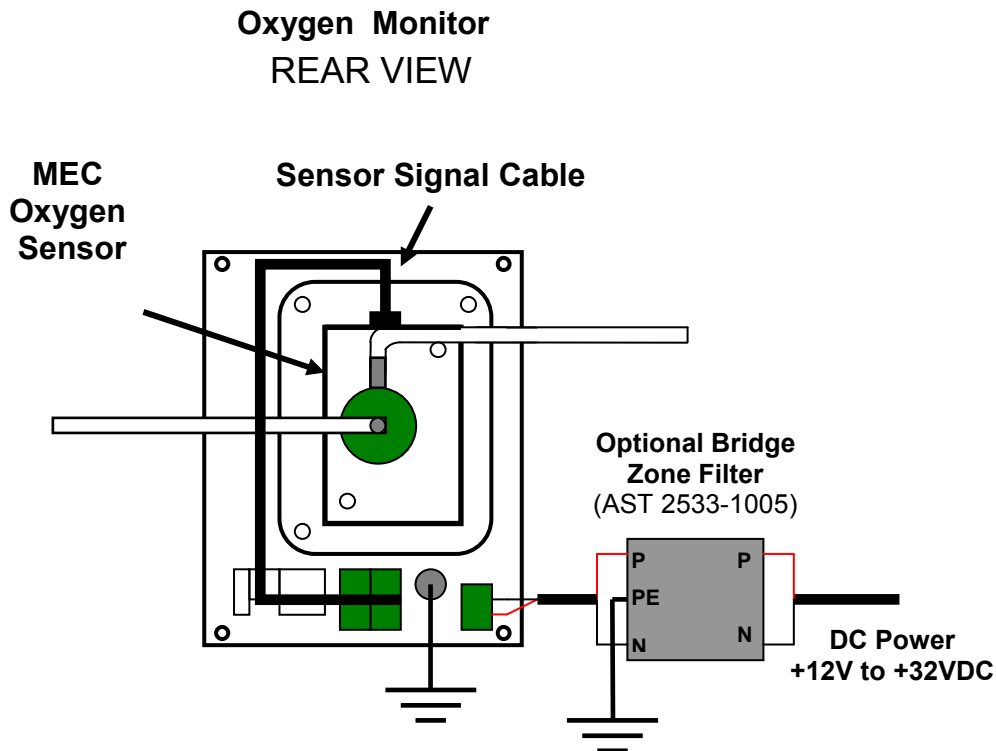 Oxygen Monitor
REAR VIEW
MEC
Oxygen
Sensor
Sensor Signal Cable
Optional Bridge
Zone Filter
(AST 2533-1005)
P P
PE
N N
DC Power
+12V to +32VDC